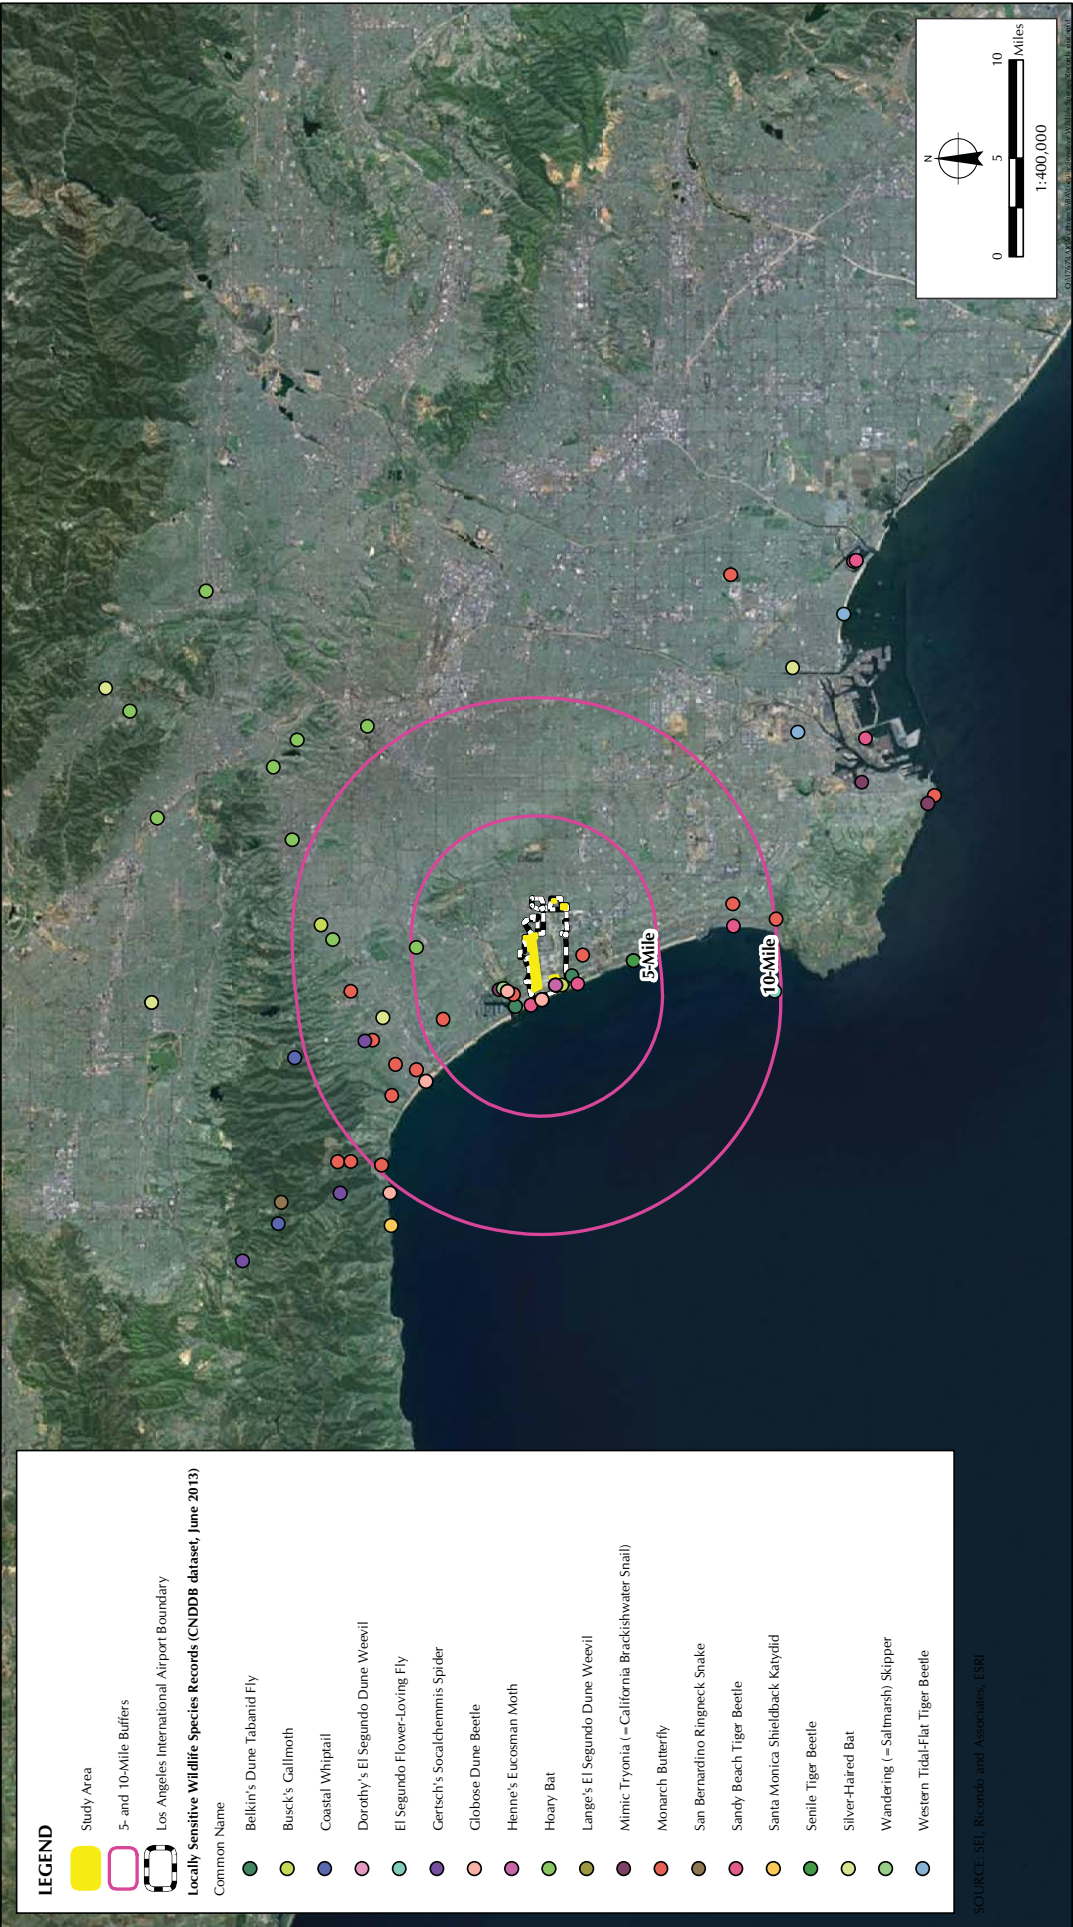 LEGEND
Study Area
5- and 10-Mile Buffers
Los Angeles International Airport Boundary
Locally Sensitive Wildlife Species Records (CNDDB dataset, June 2013)
Common Name
Belkin's Dune Tabanid Fly
Busck's Gallmoth
Coastal Whiptail
Dorothy's El Segundo Dune Weevil
El Segundo Flower-Loving Fly
Gertsch's Socalchemmis Spider
Globose Dune Beetle
Henne's Eucosman Moth
Hoary Bat
Lange's El Segundo Dune Weevil
Mimic Tryonia (=California Brackishwater Snail)
Monarch Butterfly
San Bernardino Ringneck Snake
Sandy Beach Tiger Beetle
Santa Monica Shieldback Katydid
Senile Tiger Beetle
Silver-Haired Bat
Wandering (=Saltmarsh) Skipper
Western Tidal-Flat Tiger Beetle
SOURCE: SEI, Ricondo and Associates, ESRI
5-Mile
10-Mile
N
0 5 10
Miles
1:400,000